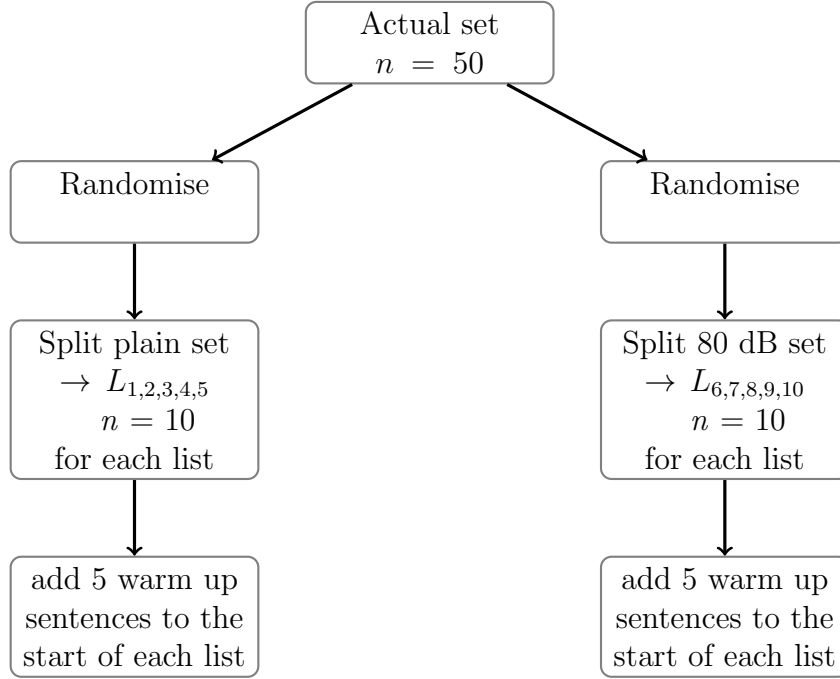 Actual set
n = 50
Randomise
Randomise
Split plain set
→ L1,2,3,4,5
n = 10
for each list
Split 80 dB set
→ L6,7,8,9,10
n = 10
for each list
add 5 warm up
sentences to the
start of each list
add 5 warm up
sentences to the
start of each list